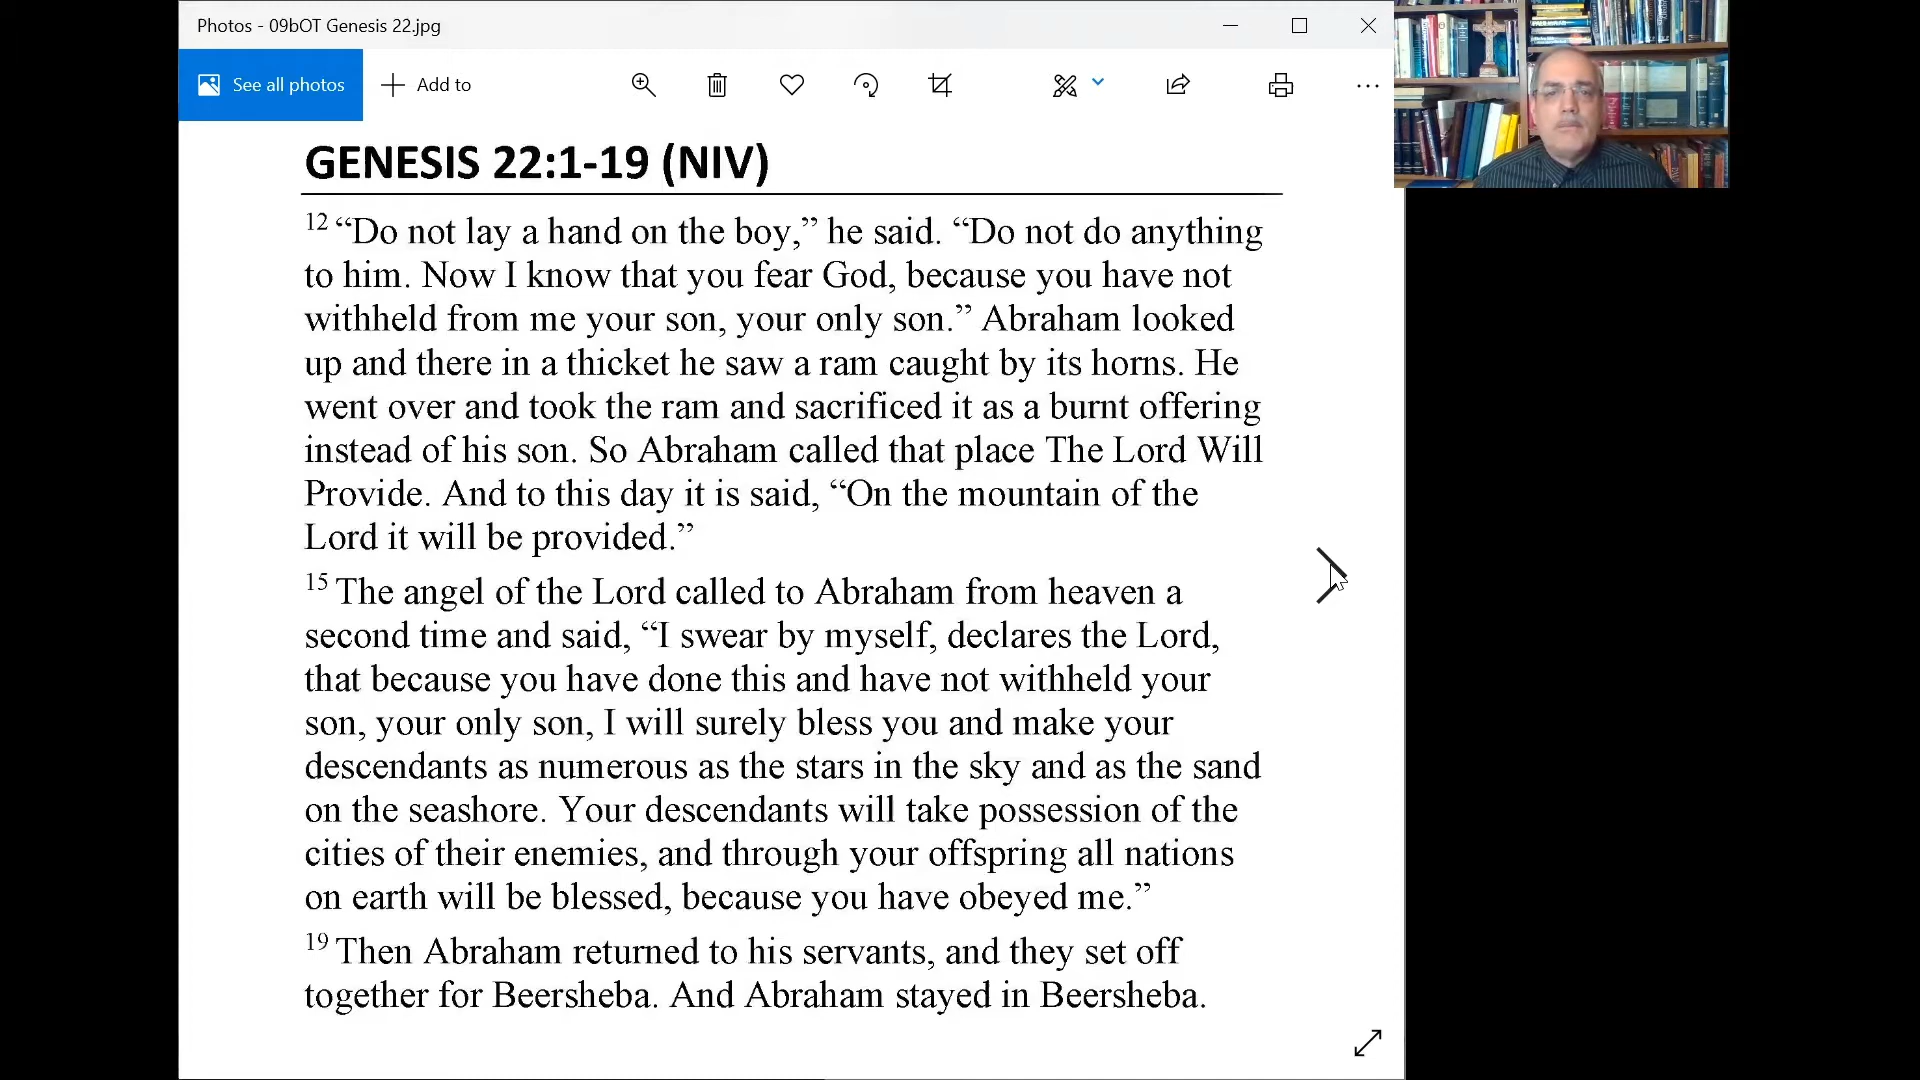 Photos - 09bOT Genesis 22.jpg
See all photos
Add to
GENESIS 22:1-19 (NIV)
12 “Do not lay a hand on the boy,” he said. “Do not do anything
to him. Now I know that you fear God, because you have not
withheld from me your son, your only son.” Abraham looked
up and there in a thicket he saw a ram caught by its horns. He
went over and took the ram and sacrificed it as a burnt offering
instead of his son. So Abraham called that place The Lord Will
Provide. And to this day it is said, “On the mountain of the
Lord it will be provided.”
15 The angel of the Lord called to Abraham from heaven a
second time and said, “I swear by myself, declares the Lord,
that because you have done this and have not withheld your
son, your only son, I will surely bless you and make your
descendants as numerous as the stars in the sky and as the sand
on the seashore. Your descendants will take possession of the
cities of their enemies, and through your offspring all nations
on earth will be blessed, because you have obeyed me.”
19 Then Abraham returned to his servants, and they set off
together for Beersheba. And Abraham stayed in Beersheba.